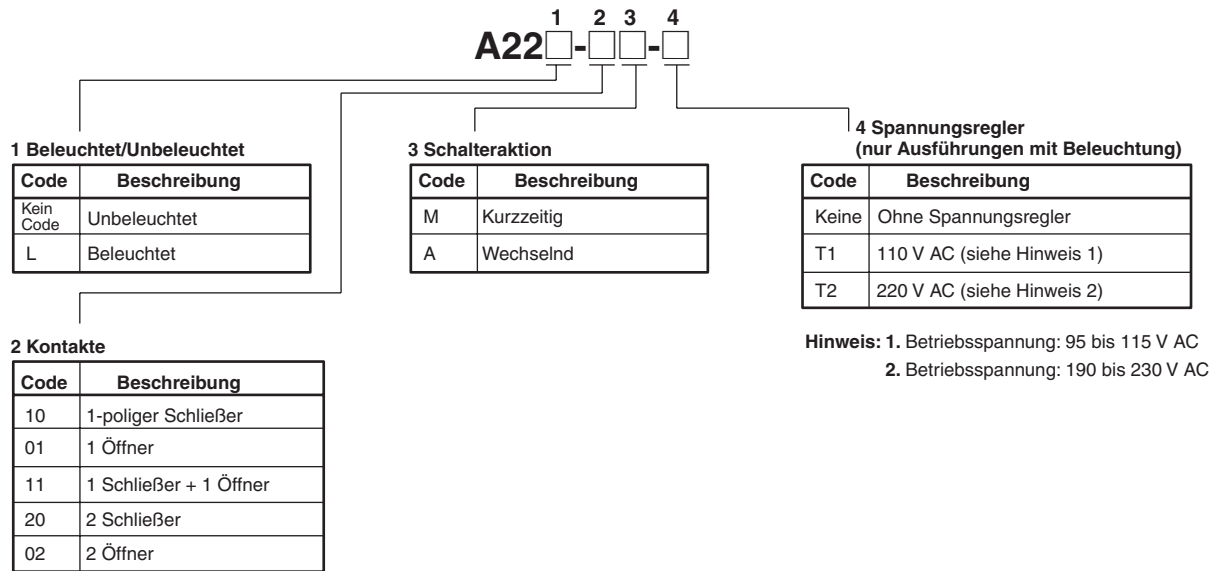 1 2 3 4
A22□-□□-□
1 Beleuchtet/Unbeleuchtet
Code Beschreibung
Kein Code Unbeleuchtet
L Beleuchtet
2 Kontakte
Code Beschreibung
10 1-poliger Schließer
01 1 Öffner
11 1 Schließer + 1 Öffner
20 2 Schließer
02 2 Öffner
3 Schalteraktion
Code Beschreibung
M Kurzzeitig
A Wechselnd
4 Spannungsregler
(nur Ausführungen mit Beleuchtung)
Code Beschreibung
Keine Ohne Spannungsregler
T1 110 V AC (siehe Hinweis 1)
T2 220 V AC (siehe Hinweis 2)
Hinweis: 1. Betriebsspannung: 95 bis 115 V AC
2. Betriebsspannung: 190 bis 230 V AC